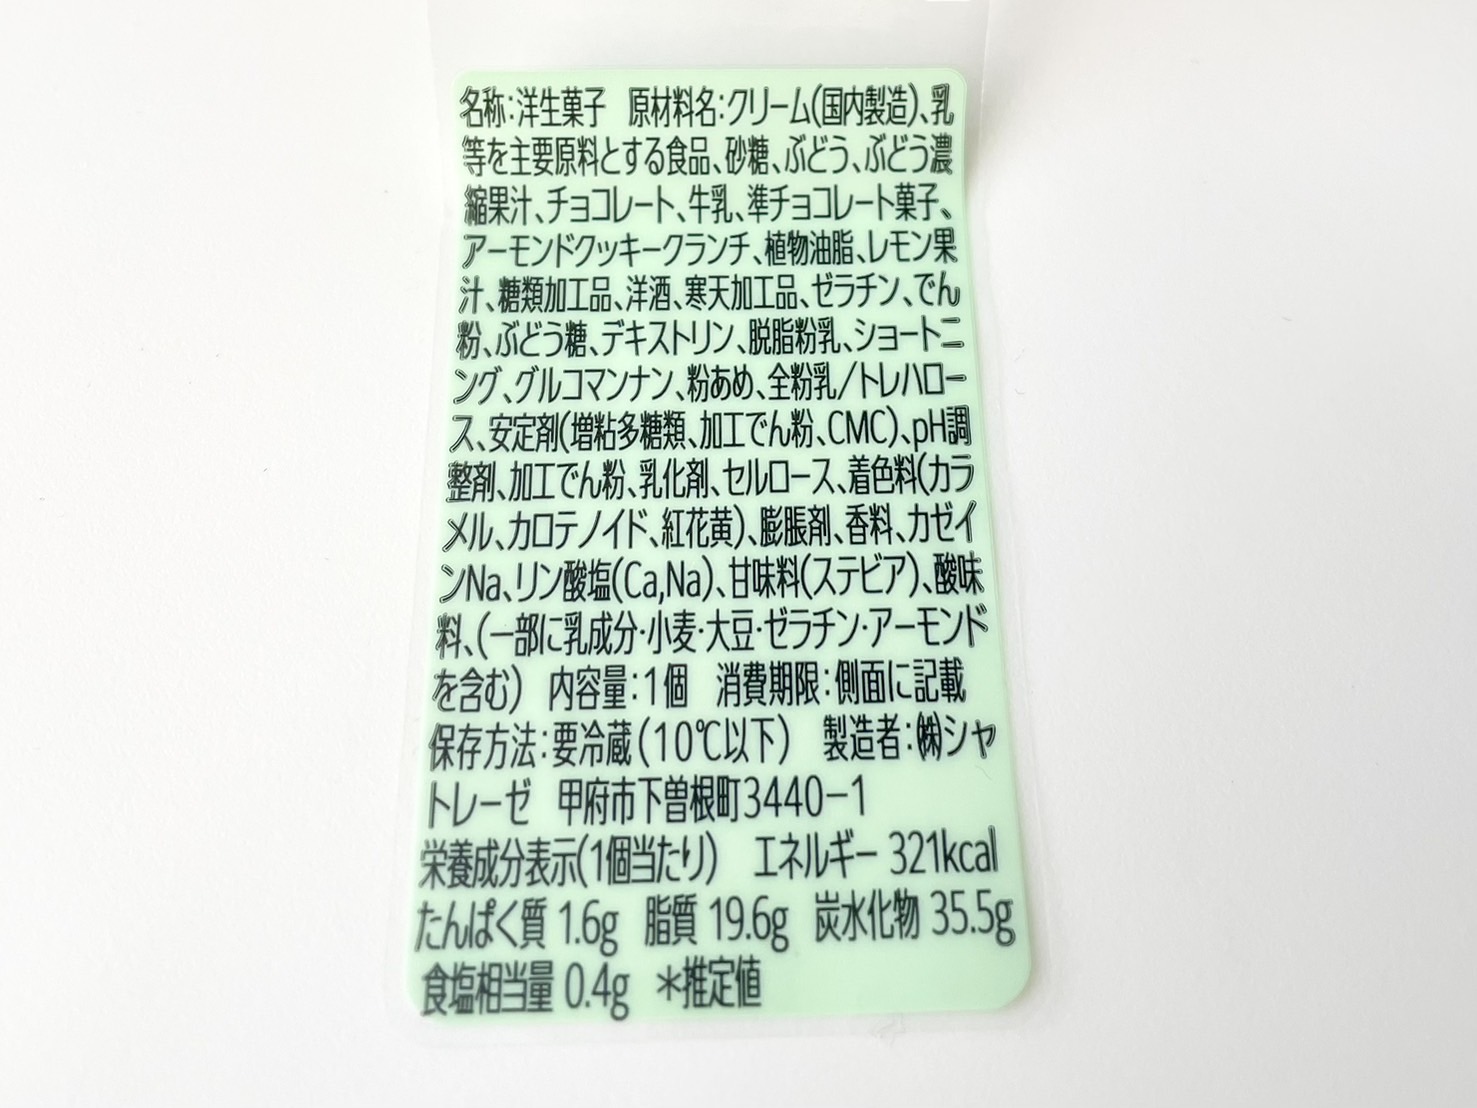 名称:洋生菓子 原材料名:クリーム(国内製造)、乳
等を主要原料とする食品、砂糖、ぶどう、ぶどう濃
縮果汁、チョコレート、牛乳、準チョコレート菓子、
アーモンドクッキークランチ、植物油脂、レモン果
汁、糖類加工品、洋酒、寒天加工品、ゼラチン、でん
粉、ぶどう糖、デキストリン、脱脂粉乳、ショートニ
ング、グルコマンナン、粉あめ、全粉乳/トレハロー
ス、安定剤(増粘多糖類、加工でん粉、CMC)、pH調
整剤、加工でん粉、乳化剤、セルロース、着色料(カラ
メル、カロテノイド、紅花黄)、膨脹剤、香料、カゼイ
ンNa、リン酸塩(Ca,Na)、甘味料(ステビア)、酸味
料、(一部に乳成分·小麦·大豆·ゼラチン·アーモンド
を含む) 内容量:1個 消費期限:側面に記載
保存方法:要冷蔵(10℃以下) 製造者:㈱シャ
トレーゼ 甲府市下曽根町3440−1
栄養成分表示(1個当たり) エネルギー 321kcal
たんぱく質 1.6g 脂質 19.6g 炭水化物 35.5g
食塩相当量 0.4g *推定値